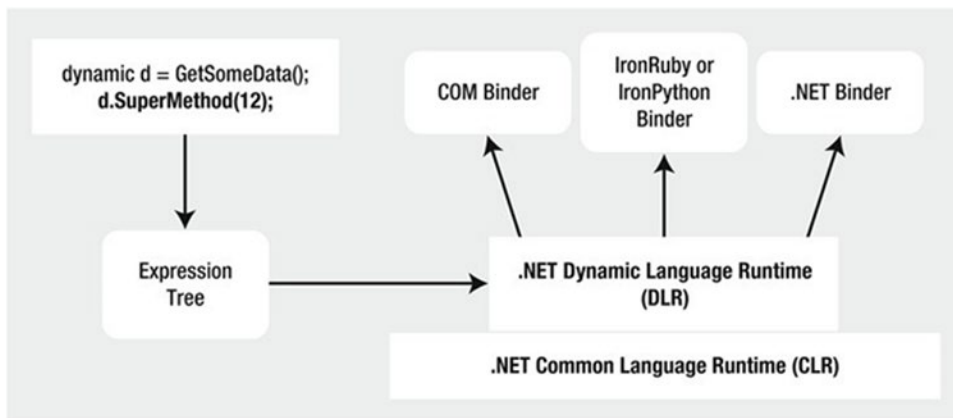 dynamic d = GetSomeData();
d.SuperMethod(12);
COM Binder
IronRuby or
IronPython
Binder
.NET Binder
Expression
Tree
.NET Dynamic Language Runtime
(DLR)
.NET Common Language Runtime (CLR)